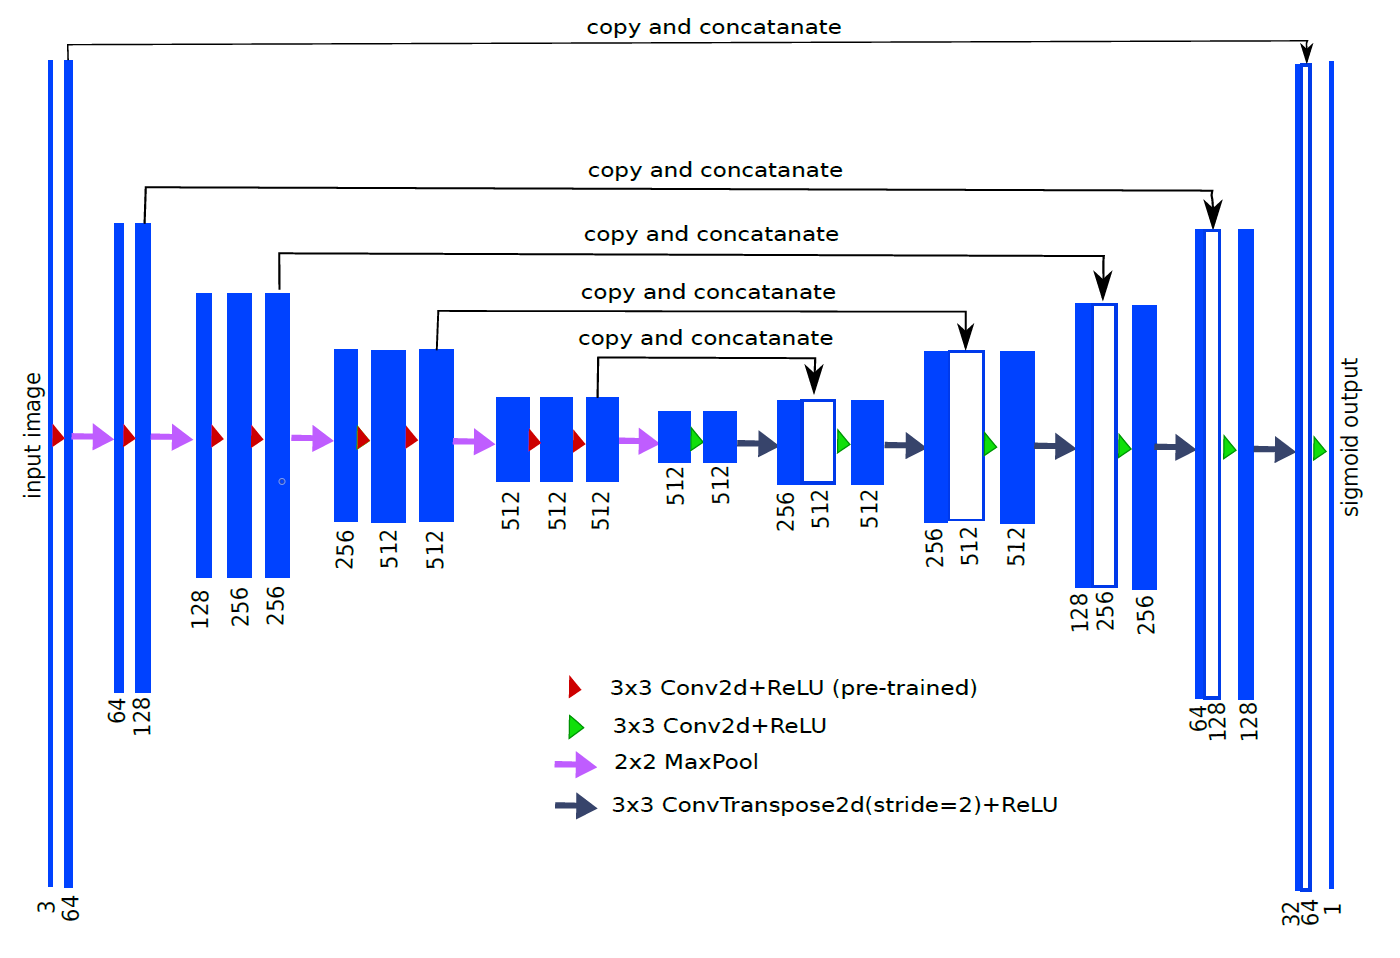 copy and concatanate
copy and concatanate
copy and concatanate
copy and concatanate
copy and concatanate
input image
sigmoid output
3
64
64
128
128
256
256
256
512
512
512
512
512
512
512
256
512
512
256
512
512
128
256
256
64
128
128
32
64
1
3x3 Conv2d+ReLU (pre-trained)
3x3 Conv2d+ReLU
2x2 MaxPool
3x3 ConvTranspose2d(stride=2)+ReLU